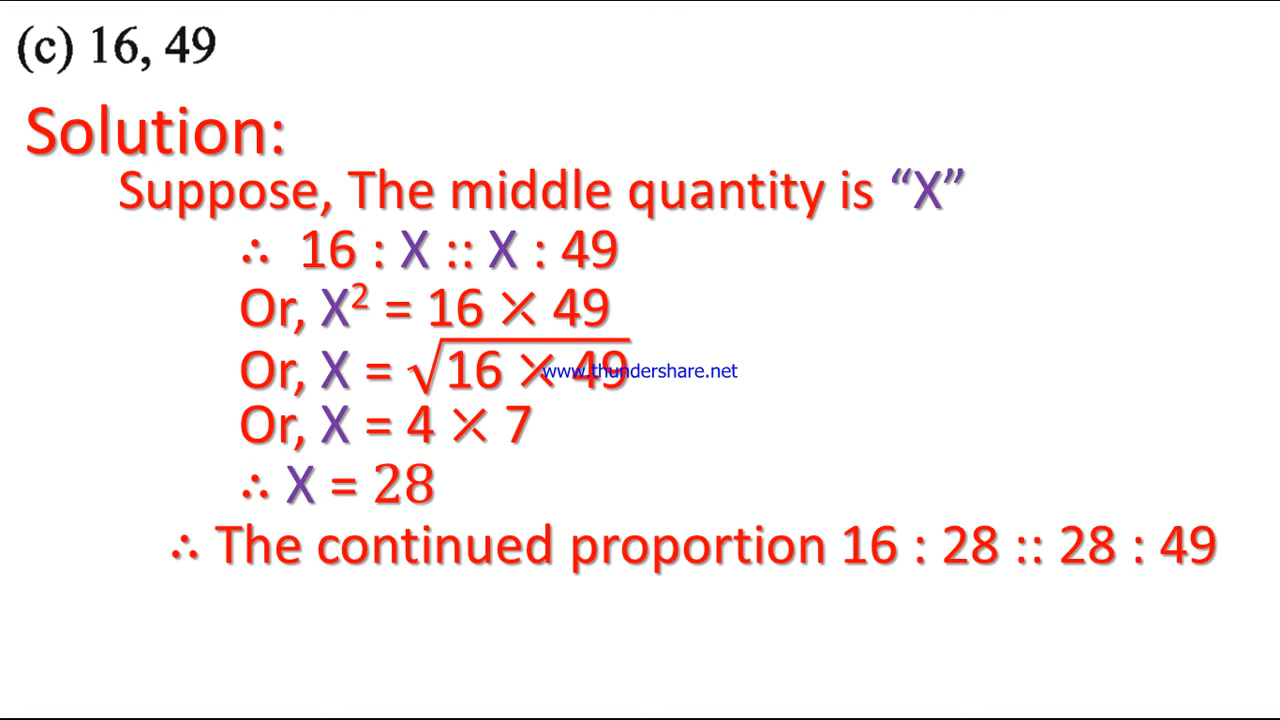 (c) 16, 49
Solution:
Suppose, The middle quantity is “X”
∴ 16 : X :: X : 49
Or, X² = 16 × 49
Or, X = √16 × 49
www.thundershare.net
Or, X = 4 × 7
∴ X = 28
∴ The continued proportion 16 : 28 :: 28 : 49